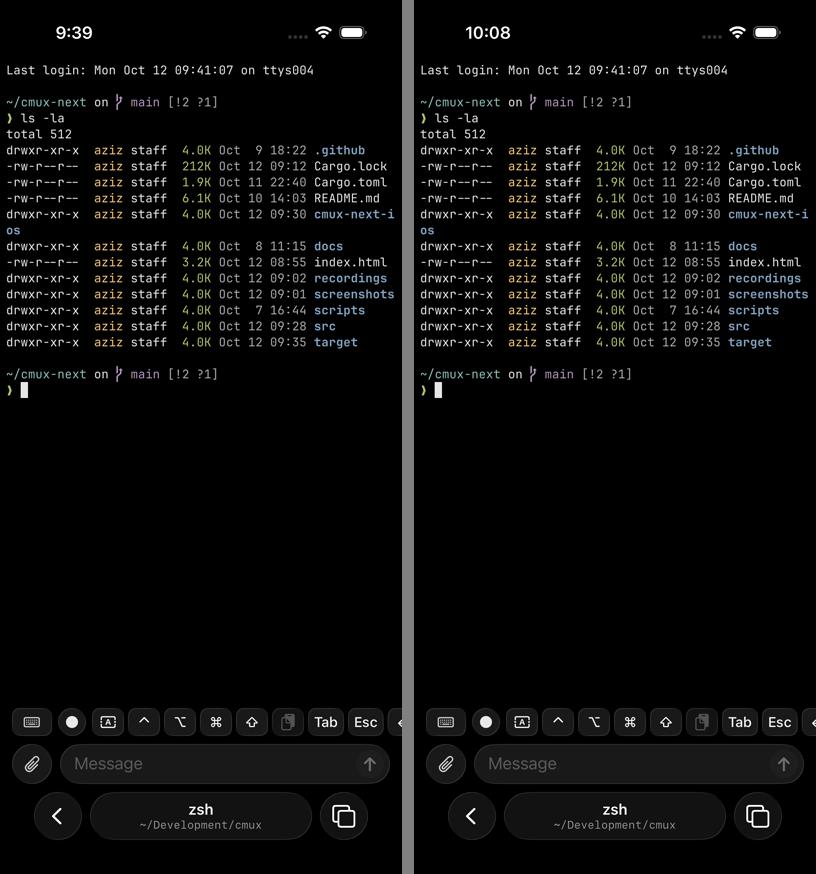 9:39
Last login: Mon Oct 12 09:41:07 on ttys004
~/cmux-next on main [!2 ?1]
❱ ls -la
total 512
drwxr-xr-x  aziz staff  4.0K Oct  9 18:22 .github
-rw-r--r--  aziz staff  212K Oct 12 09:12 Cargo.lock
-rw-r--r--  aziz staff  1.9K Oct 11 22:40 Cargo.toml
-rw-r--r--  aziz staff  6.1K Oct 10 14:03 README.md
drwxr-xr-x  aziz staff  4.0K Oct 12 09:30 cmux-next-i
os
drwxr-xr-x  aziz staff  4.0K Oct  8 11:15 docs
-rw-r--r--  aziz staff  3.2K Oct 12 08:55 index.html
drwxr-xr-x  aziz staff  4.0K Oct 12 09:02 recordings
drwxr-xr-x  aziz staff  4.0K Oct 12 09:01 screenshots
drwxr-xr-x  aziz staff  4.0K Oct  7 16:44 scripts
drwxr-xr-x  aziz staff  4.0K Oct 12 09:28 src
drwxr-xr-x  aziz staff  4.0K Oct 12 09:35 target
~/cmux-next on main [!2 ?1]
❱
A ^ ⌥ ⌘ Tab Esc
Message
zsh
~/Development/cmux
10:08
Last login: Mon Oct 12 09:41:07 on ttys004
~/cmux-next on main [!2 ?1]
❱ ls -la
total 512
drwxr-xr-x  aziz staff  4.0K Oct  9 18:22 .github
-rw-r--r--  aziz staff  212K Oct 12 09:12 Cargo.lock
-rw-r--r--  aziz staff  1.9K Oct 11 22:40 Cargo.toml
-rw-r--r--  aziz staff  6.1K Oct 10 14:03 README.md
drwxr-xr-x  aziz staff  4.0K Oct 12 09:30 cmux-next-i
os
drwxr-xr-x  aziz staff  4.0K Oct  8 11:15 docs
-rw-r--r--  aziz staff  3.2K Oct 12 08:55 index.html
drwxr-xr-x  aziz staff  4.0K Oct 12 09:02 recordings
drwxr-xr-x  aziz staff  4.0K Oct 12 09:01 screenshots
drwxr-xr-x  aziz staff  4.0K Oct  7 16:44 scripts
drwxr-xr-x  aziz staff  4.0K Oct 12 09:28 src
drwxr-xr-x  aziz staff  4.0K Oct 12 09:35 target
~/cmux-next on main [!2 ?1]
❱
A ^ ⌥ ⌘ Tab Esc
Message
zsh
~/Development/cmux